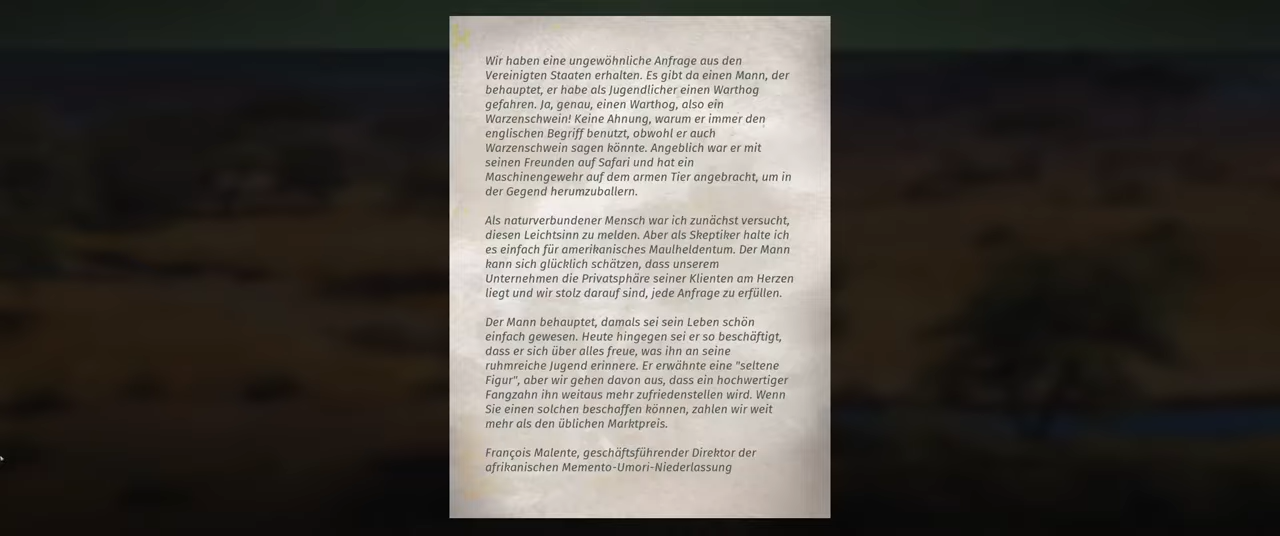 Wir haben eine ungewöhnliche Anfrage aus den
Vereinigten Staaten erhalten. Es gibt da einen Mann, der
behauptet, er habe als Jugendlicher einen Warthog
gefahren. Ja, genau, einen Warthog, also ein
Warzenschwein! Keine Ahnung, warum er immer den
englischen Begriff benutzt, obwohl er auch
Warzenschwein sagen könnte. Angeblich war er mit
seinen Freunden auf Safari und hat ein
Maschinengewehr auf dem armen Tier angebracht, um in
der Gegend herumzuballern.
Als naturverbundener Mensch war ich zunächst versucht,
diesen Leichtsinn zu melden. Aber als Skeptiker halte ich
es einfach für amerikanisches Maulheldentum. Der Mann
kann sich glücklich schätzen, dass unserem
Unternehmen die Privatsphäre seiner Klienten am Herzen
liegt und wir stolz darauf sind, jede Anfrage zu erfüllen.
Der Mann behauptet, damals sei sein Leben schön
einfach gewesen. Heute hingegen sei er so beschäftigt,
dass er sich über alles freue, was ihn an seine
ruhmreiche Jugend erinnere. Er erwähnte eine "seltene
Figur", aber wir gehen davon aus, dass ein hochwertiger
Fangzahn ihn weitaus mehr zufriedenstellen wird. Wenn
Sie einen solchen beschaffen können, zahlen wir weit
mehr als den üblichen Marktpreis.
François Malente, geschäftsführender Direktor der
afrikanischen Memento-Umori-Niederlassung